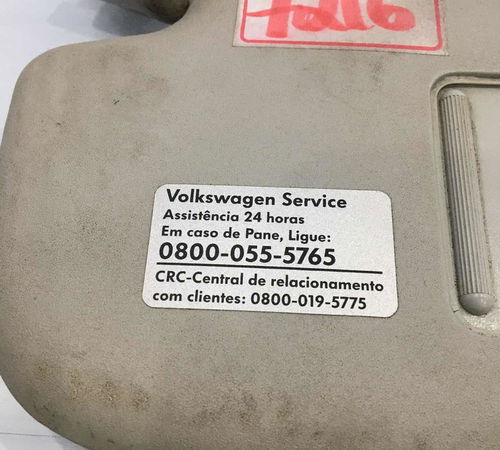 Volkswagen Service
Assistência 24 horas
Em caso de Pane, Ligue:
0800-055-5765
CRC-Central de relacionamento
com clientes: 0800-019-5775